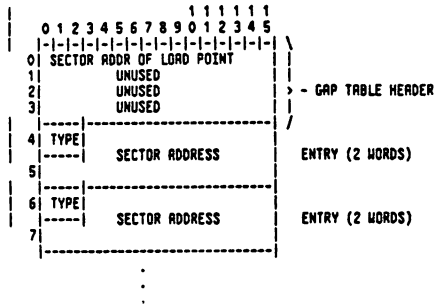 1 1 1 1 1 1
0 1 2 3 4 5 6 7 8 9 0 1 2 3 4 5
0 SECTOR ADDR OF LOAD POINT
1 UNUSED
2 UNUSED > - GAP TABLE HEADER
3 UNUSED
4 TYPE
SECTOR ADDRESS ENTRY (2 WORDS)
5
6 TYPE
SECTOR ADDRESS ENTRY (2 WORDS)
7